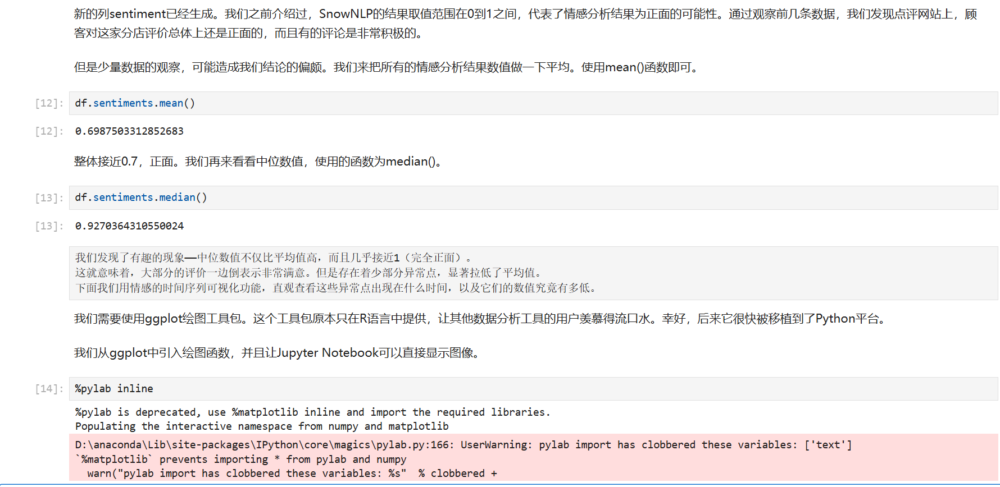 新的列sentiment已经生成。我们之前介绍过，SnowNLP的结果取值范围在0到1之间，代表了情感分析结果为正面的可能性。通过观察前几条数据，我们发现点评网站上，顾
客对这家分店评价总体上还是正面的，而且有的评论是非常积极的。
但是少量数据的观察，可能造成我们结论的偏颇。我们来把所有的情感分析结果数值做一下平均。使用mean()函数即可。
[12]: df.sentiments.mean()
[12]: 0.6987503312852683
整体接近0.7，正面。我们再来看看中位数值，使用的函数为median()。
[13]: df.sentiments.median()
[13]: 0.9270364310550024
我们发现了有趣的现象——中位数值不仅比平均值高，而且几乎接近1（完全正面）。
这就意味着，大部分的评价一边倒表示非常满意。但是存在着少部分异常点，显著拉低了平均值。
下面我们用情感的时间序列可视化功能，直观查看这些异常点出现在什么时间，以及它们的数值究竟有多低。
我们需要使用ggplot绘图工具包。这个工具包原本只在R语言中提供，让其他数据分析工具的用户羡慕得流口水。幸好，后来它很快被移植到了Python平台。
我们从ggplot中引入绘图函数，并且让Jupyter Notebook可以直接显示图像。
[14]: %pylab inline
%pylab is deprecated, use %matplotlib inline and import the required libraries.
Populating the interactive namespace from numpy and matplotlib
D:\anaconda\Lib\site-packages\IPython\core\magics\pylab.py:166: UserWarning: pylab import has clobbered these variables: ['text']
`%matplotlib` prevents importing * from pylab and numpy
  warn("pylab import has clobbered these variables: %s"  % clobbered +